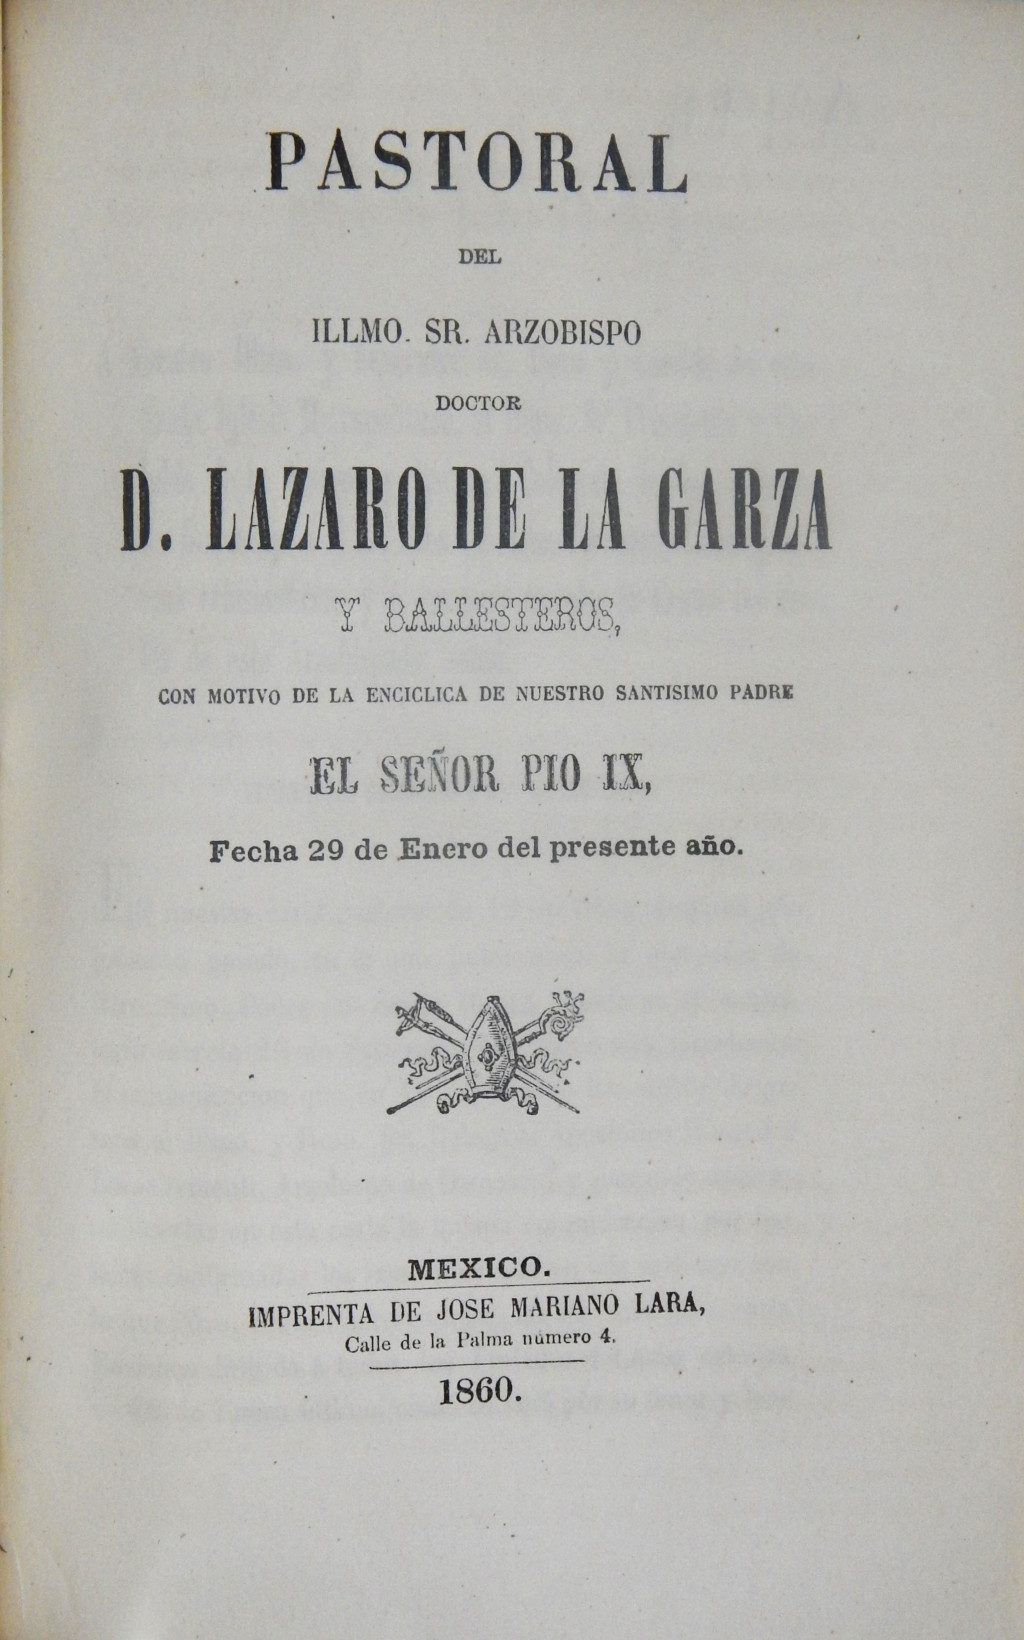 PASTORAL
DEL
ILLMO. SR. ARZOBISPO
DOCTOR
D. LAZARO DE LA GARZA
Y BALLESTEROS,
CON MOTIVO DE LA ENCICLICA DE NUESTRO SANTISIMO PADRE
EL SEÑOR PIO IX,
Fecha 29 de Enero del presente año.
MEXICO.
IMPRENTA DE JOSE MARIANO LARA,
Calle de la Palma número 4.
1860.